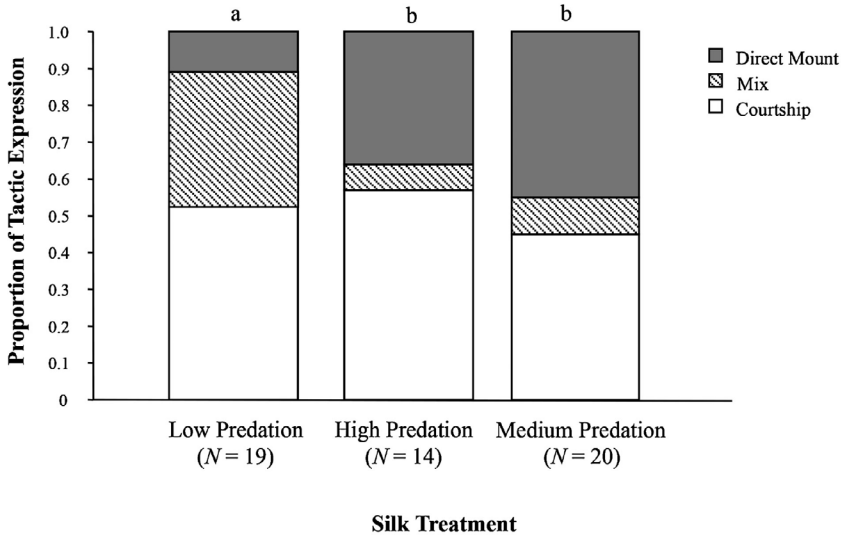 a b b
1.0
0.9
0.8
0.7
0.6
0.5
0.4
0.3
0.2
0.1
0
Proportion of Tactic Expression
Direct Mount
Mix
Courtship
Low Predation High Predation Medium Predation
(N = 19) (N = 14) (N = 20)
Silk Treatment